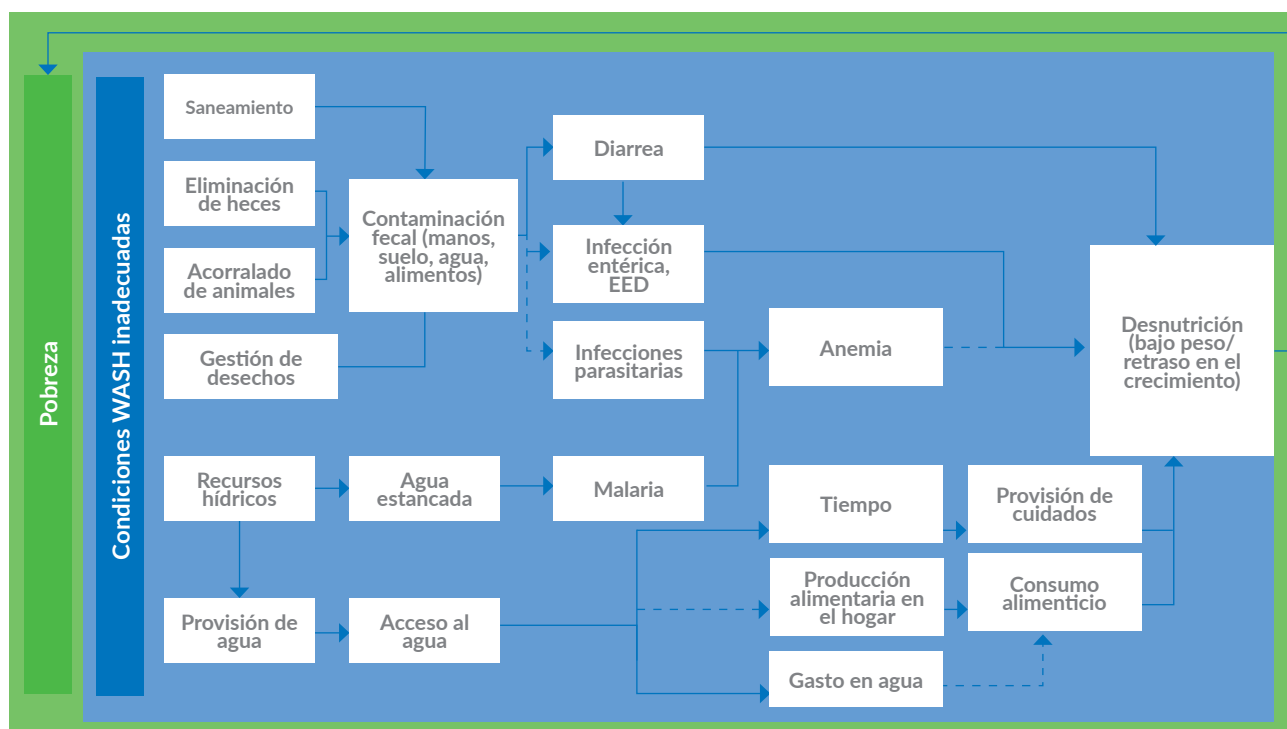 Pobreza
Condiciones WASH inadecuadas
Saneamiento
Eliminación
de heces
Acorralado
de animales
Gestión de
desechos
Recursos
hídricos
Provisión de
agua
Contaminación
fecal (manos,
suelo, agua,
alimentos)
Agua
estancada
Acceso al
agua
Diarrea
Infección
entérica,
EED
Infecciones
parasitarias
Malaria
Anemia
Tiempo
Producción
alimentaria en
el hogar
Gasto en agua
Provisión de
cuidados
Consumo
alimenticio
Desnutrición
(bajo peso/
retraso en el
crecimiento)